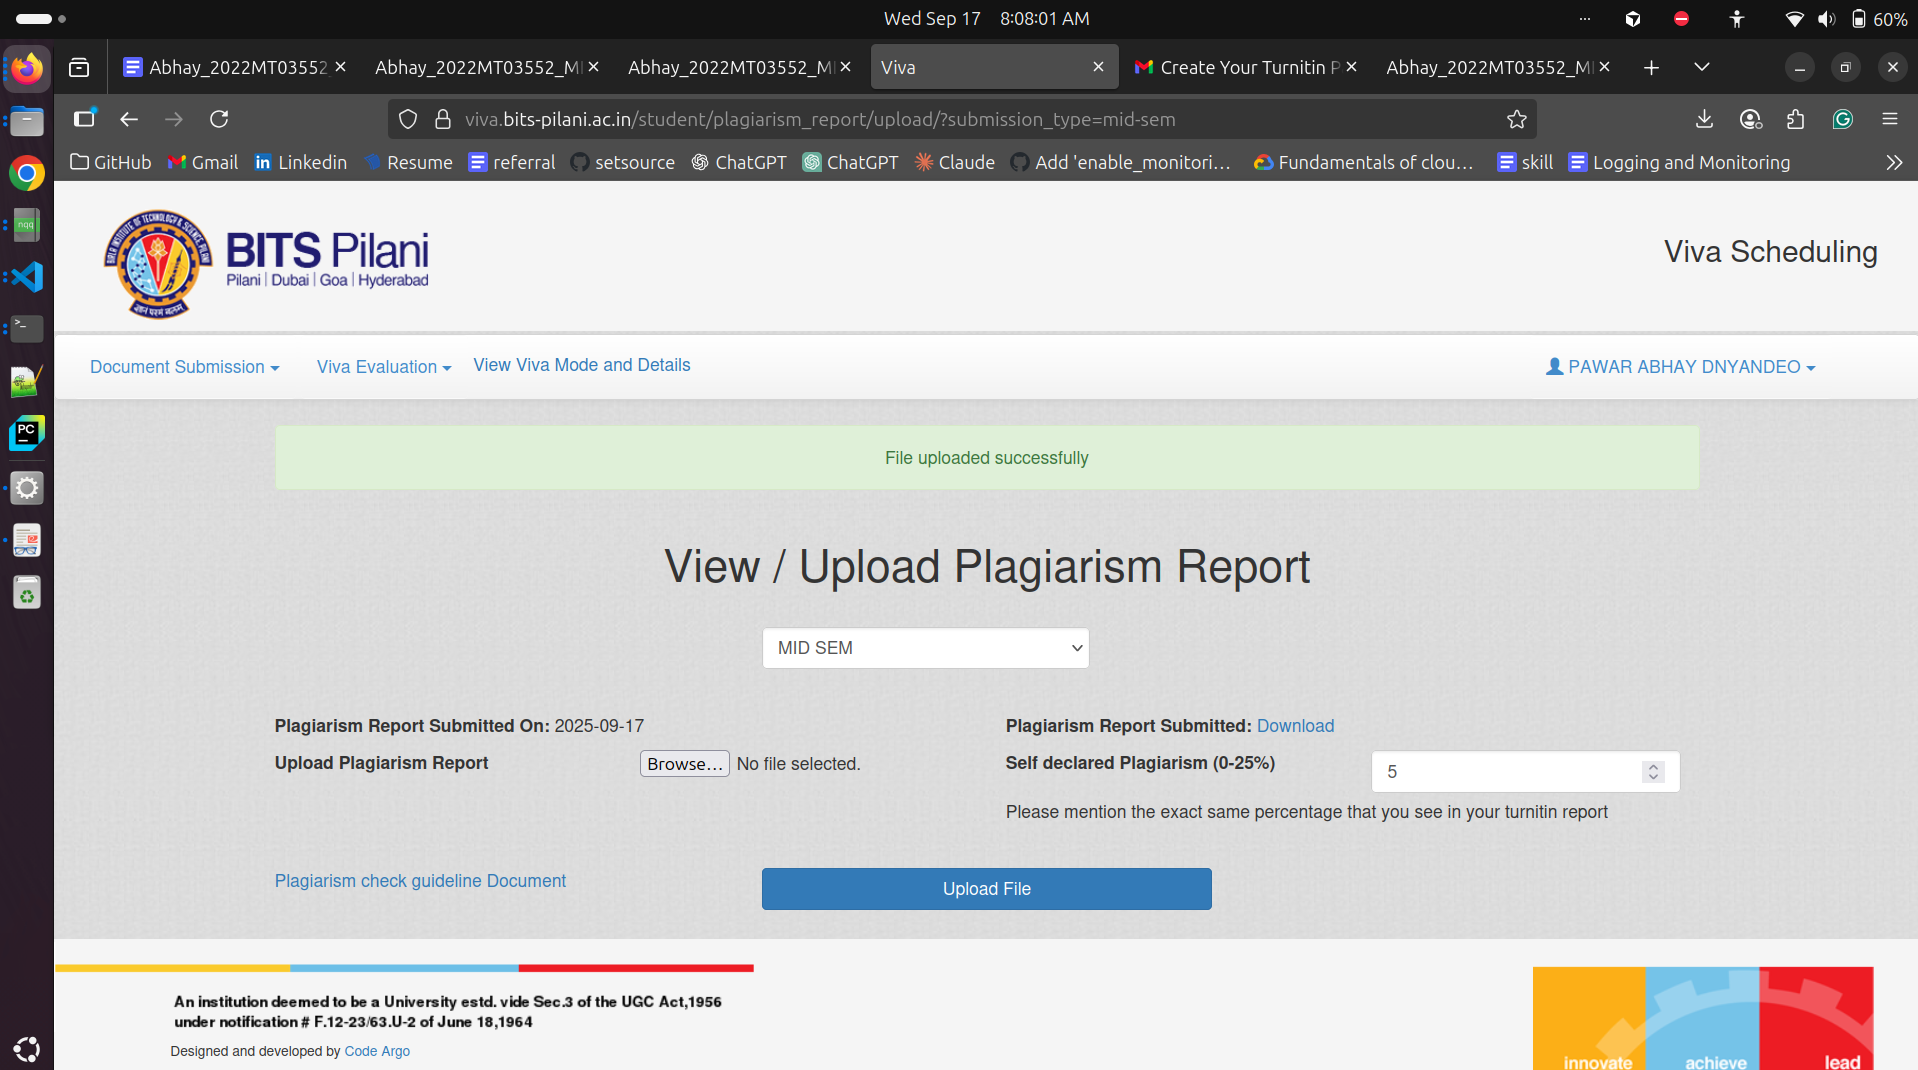 Wed Sep 17 8:08:01 AM
60%
Abhay_2022MT03552_
Abhay_2022MT03552_M
Abhay_2022MT03552_M
Viva
Create Your Turnitin P
Abhay_2022MT03552_M
viva.bits-pilani.ac.in/student/plagiarism_report/upload/?submission_type=mid-sem
GitHub
Gmail
Linkedin
Resume
referral
setsource
ChatGPT
ChatGPT
Claude
Add 'enable_monitori...
Fundamentals of clou...
skill
Logging and Monitoring
BITS Pilani
Pilani | Dubai | Goa | Hyderabad
Viva Scheduling
Document Submission
Viva Evaluation
View Viva Mode and Details
PAWAR ABHAY DNYANDEO
File uploaded successfully
View / Upload Plagiarism Report
MID SEM
Plagiarism Report Submitted On: 2025-09-17
Plagiarism Report Submitted: Download
Upload Plagiarism Report
Browse... No file selected.
Self declared Plagiarism (0-25%)
5
Please mention the exact same percentage that you see in your turnitin report
Plagiarism check guideline Document
Upload File
An institution deemed to be a University estd. vide Sec.3 of the UGC Act,1956
under notification # F.12-23/63.U-2 of June 18,1964
Designed and developed by Code Argo
innovate achieve lead
nqq
PC